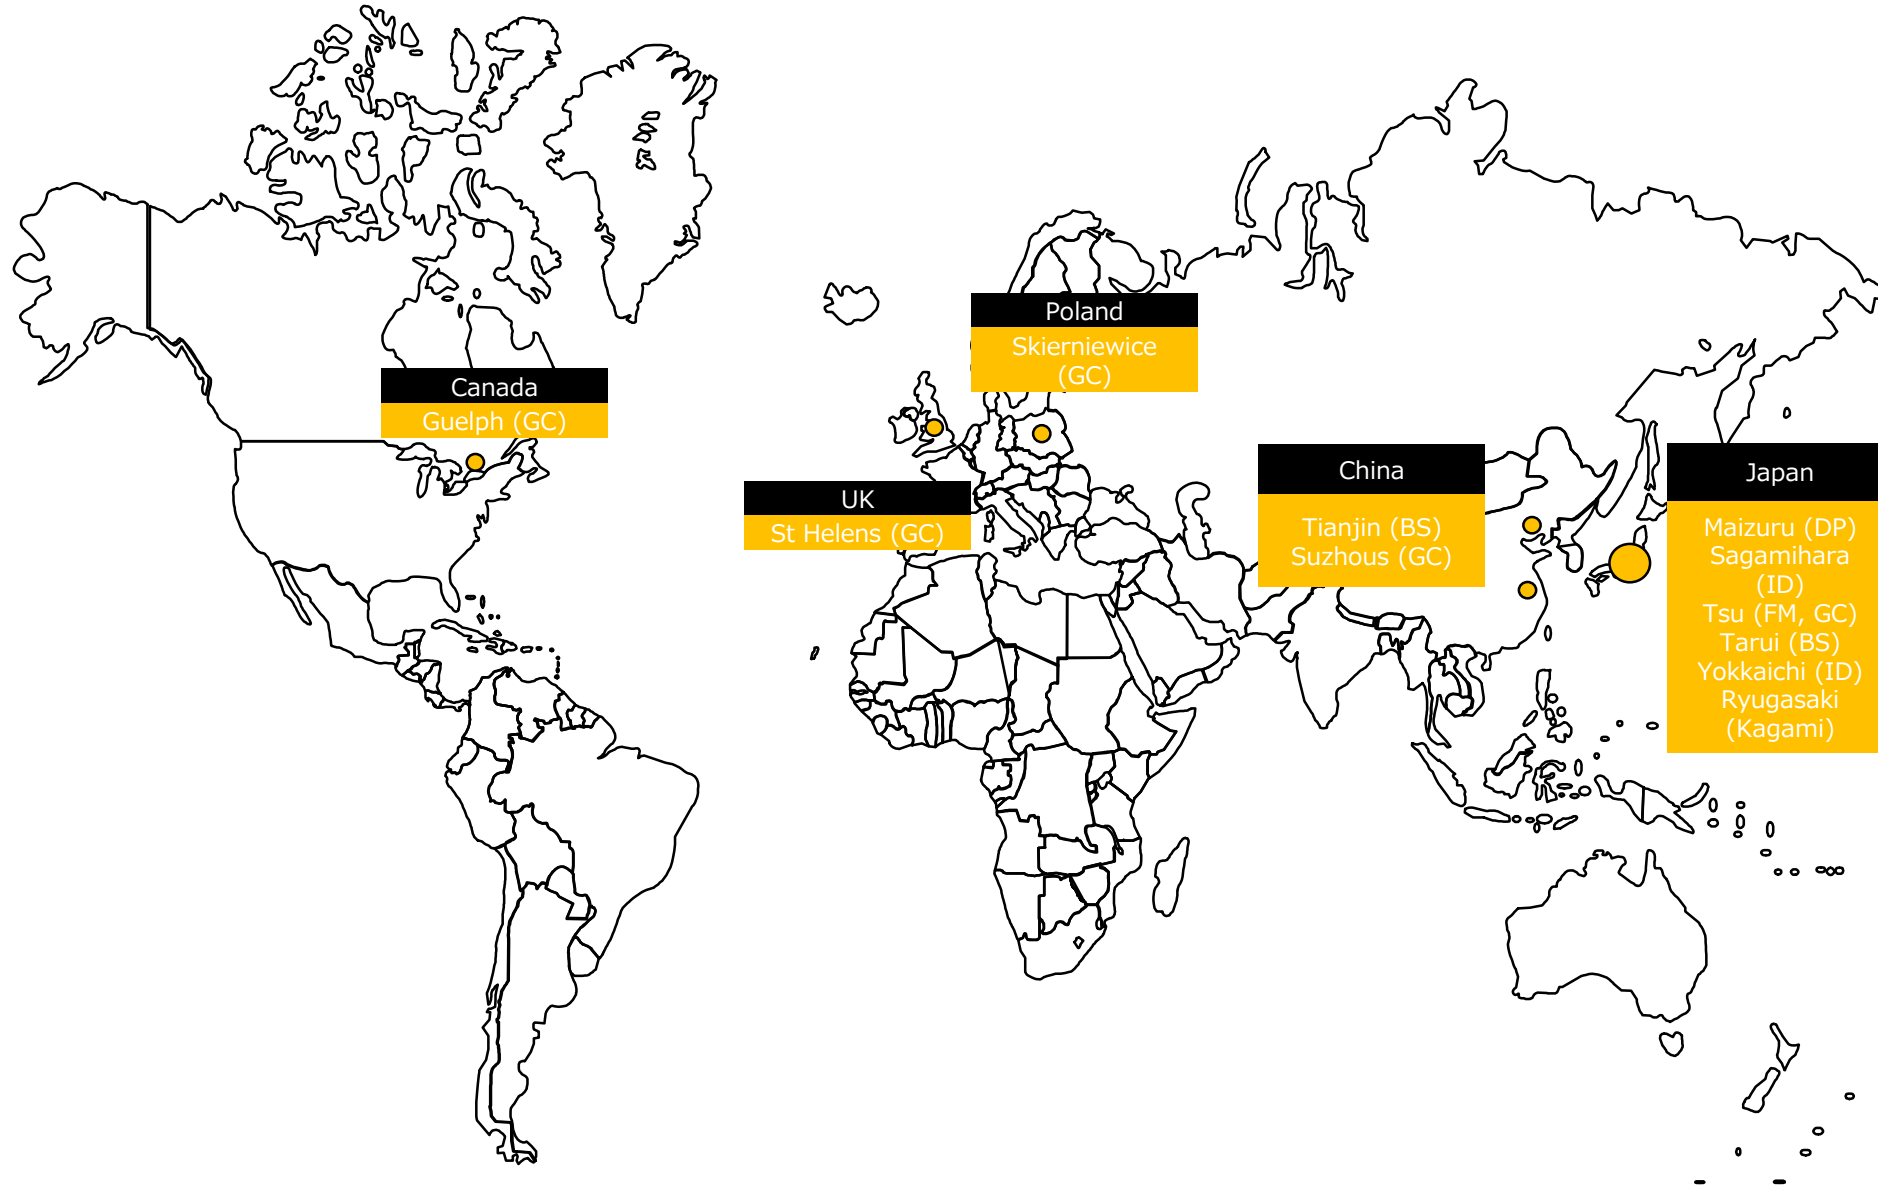 Poland
Skierniewice
(GC)
Canada
Guelph (GC)
UK
St Helens (GC)
China
Tianjin (BS)
Suzhous (GC)
Japan
Maizuru (DP)
Sagamihara
(ID)
Tsu (FM, GC)
Tarui (BS)
Yokkaichi (ID)
Ryugasaki
(Kagami)